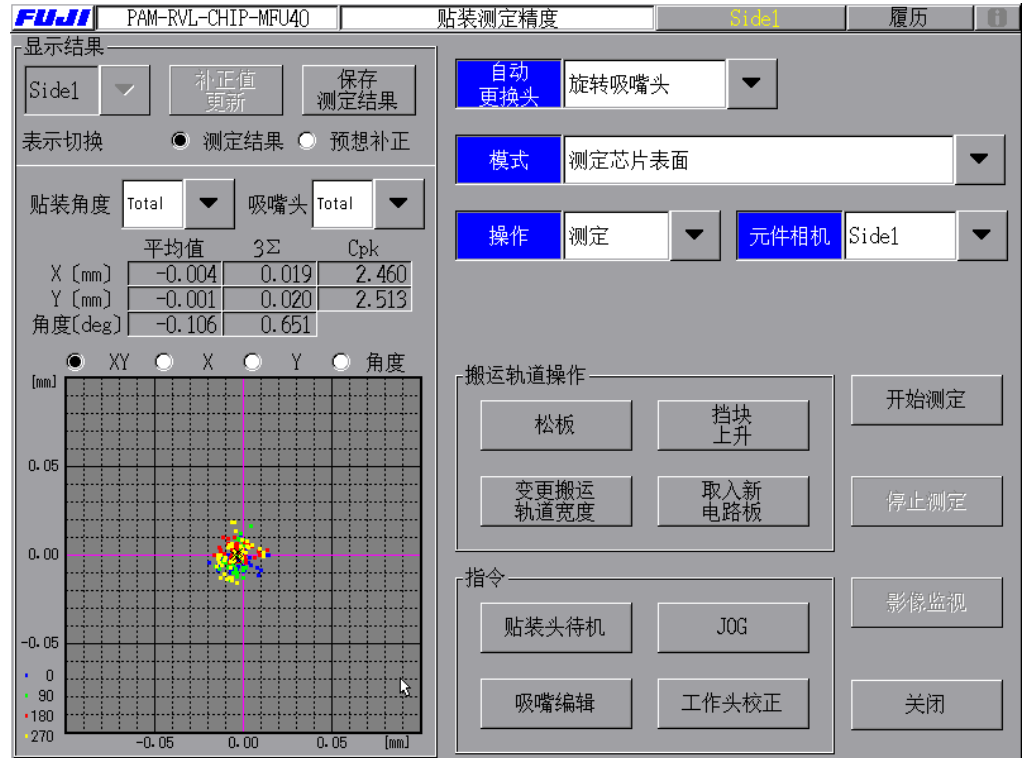 FUJI PAM-RVL-CHIP-MFU40 贴装测定精度 Side1 履历
显示结果
Side1 补正值更新 保存测定结果
表示切换 测定结果 预想补正
贴装角度 Total 吸嘴头 Total
平均值 3Σ Cpk
X [mm] -0.004 0.019 2.460
Y [mm] -0.001 0.020 2.513
角度[deg] -0.106 0.651
XY X Y 角度
[mm]
0.05
0.00
-0.05
0
90
180
270
-0.05 0.00 0.05 [mm]
自动更换头 旋转吸嘴头
模式 测定芯片表面
操作 测定 元件相机 Side1
搬运轨道操作
松板 挡块上升
变更搬运轨道宽度 取入新电路板
指令
贴装头待机 JOG
吸嘴编辑 工作头校正
开始测定
停止测定
影像监视
关闭